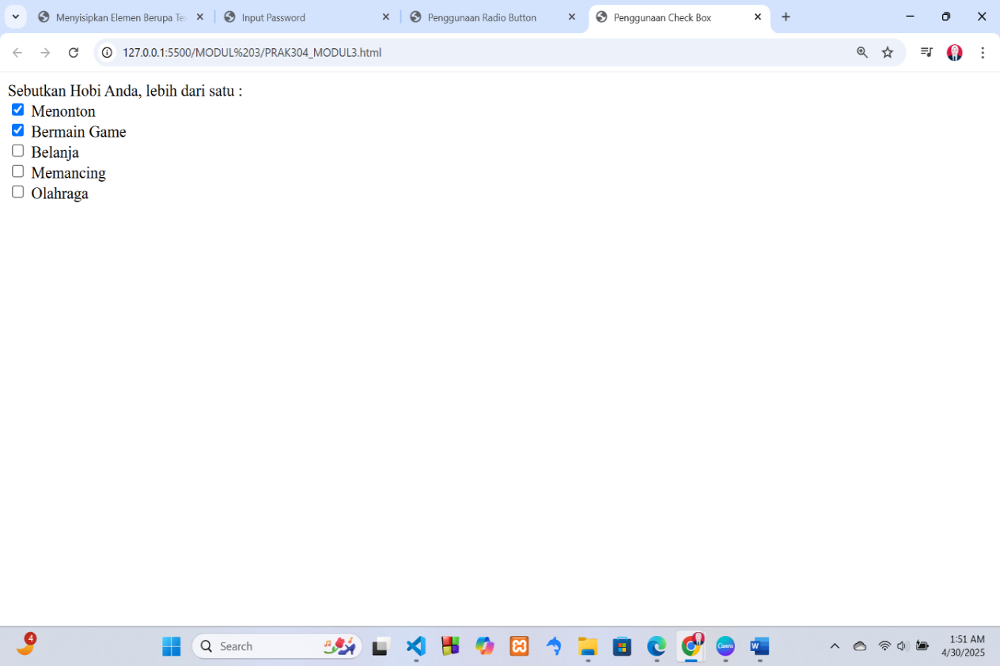 Menyisipkan Elemen Berupa Te
Input Password
Penggunaan Radio Button
Penggunaan Check Box
127.0.0.1:5500/MODUL%203/PRAK304_MODUL3.html
Sebutkan Hobi Anda, lebih dari satu :
Menonton
Bermain Game
Belanja
Memancing
Olahraga
4
Search
Canva
W
1:51 AM
4/30/2025